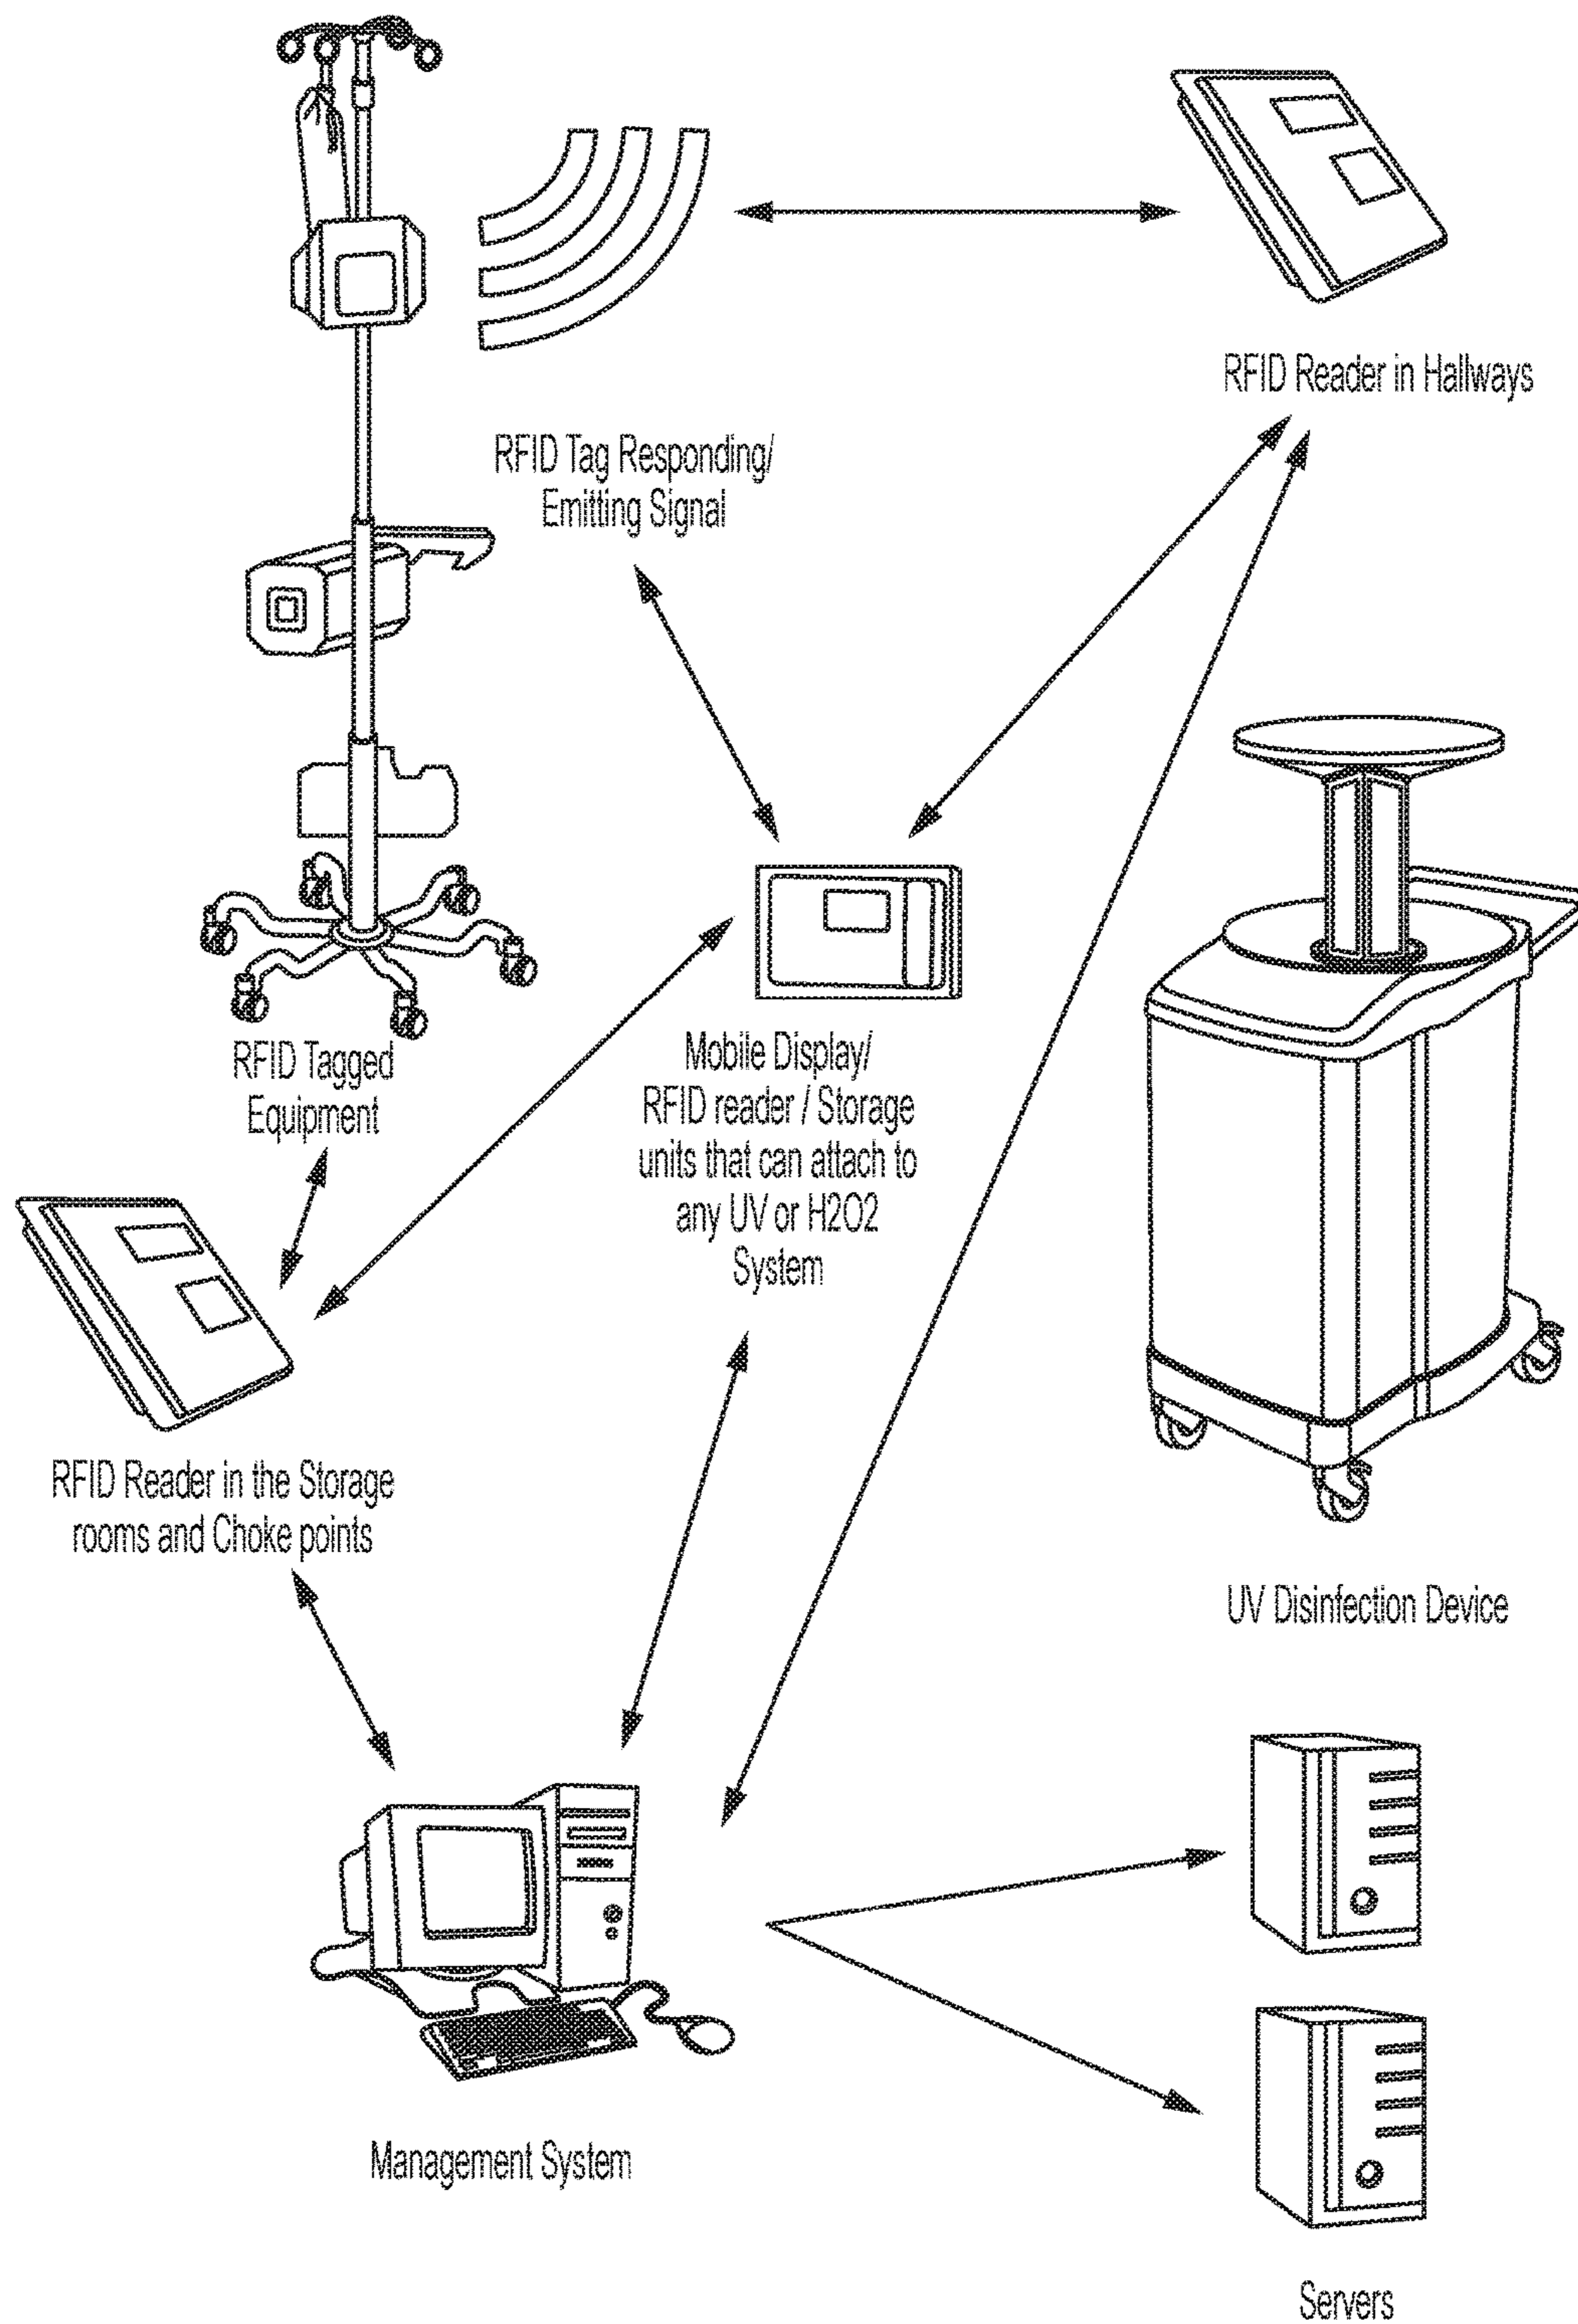 RFID Reader in Hallways
RFID Tag Responding/
Emitting Signal
RFID Tagged
Equipment
Mobile Display/
RFID reader / Storage
units that can attach to
any UV or H2O2
System
RFID Reader in the Storage
rooms and Choke points
UV Disinfection Device
Management System
Servers